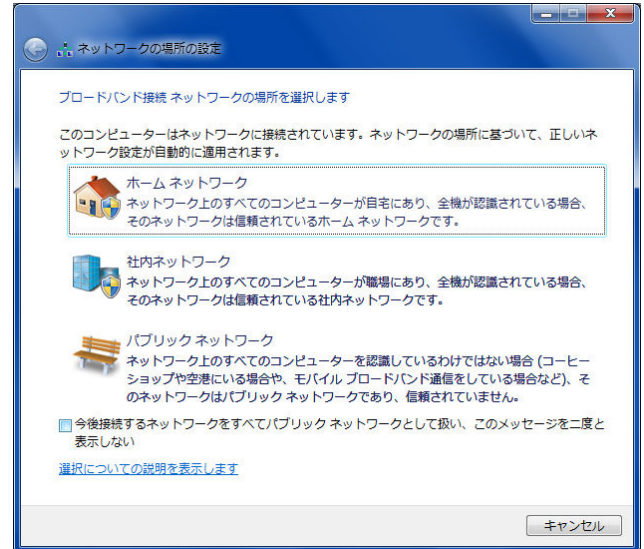 ネットワークの場所の設定
ブロードバンド接続 ネットワークの場所を選択します
このコンピューターはネットワークに接続されています。ネットワークの場所に基づいて、正しいネ
ットワーク設定が自動的に適用されます。
ホーム ネットワーク
ネットワーク上のすべてのコンピューターが自宅にあり、全機が認識されている場合、
そのネットワークは信頼されているホーム ネットワークです。
社内ネットワーク
ネットワーク上のすべてのコンピューターが職場にあり、全機が認識されている場合、
そのネットワークは信頼されている社内ネットワークです。
パブリック ネットワーク
ネットワーク上のすべてのコンピューターを認識しているわけではない場合 (コーヒー
ショップや空港にいる場合や、モバイル ブロードバンド通信をしている場合など)、そ
のネットワークはパブリック ネットワークであり、信頼されていません。
今後接続するネットワークをすべてパブリック ネットワークとして扱い、このメッセージを二度と
表示しない
選択についての説明を表示します
キャンセル